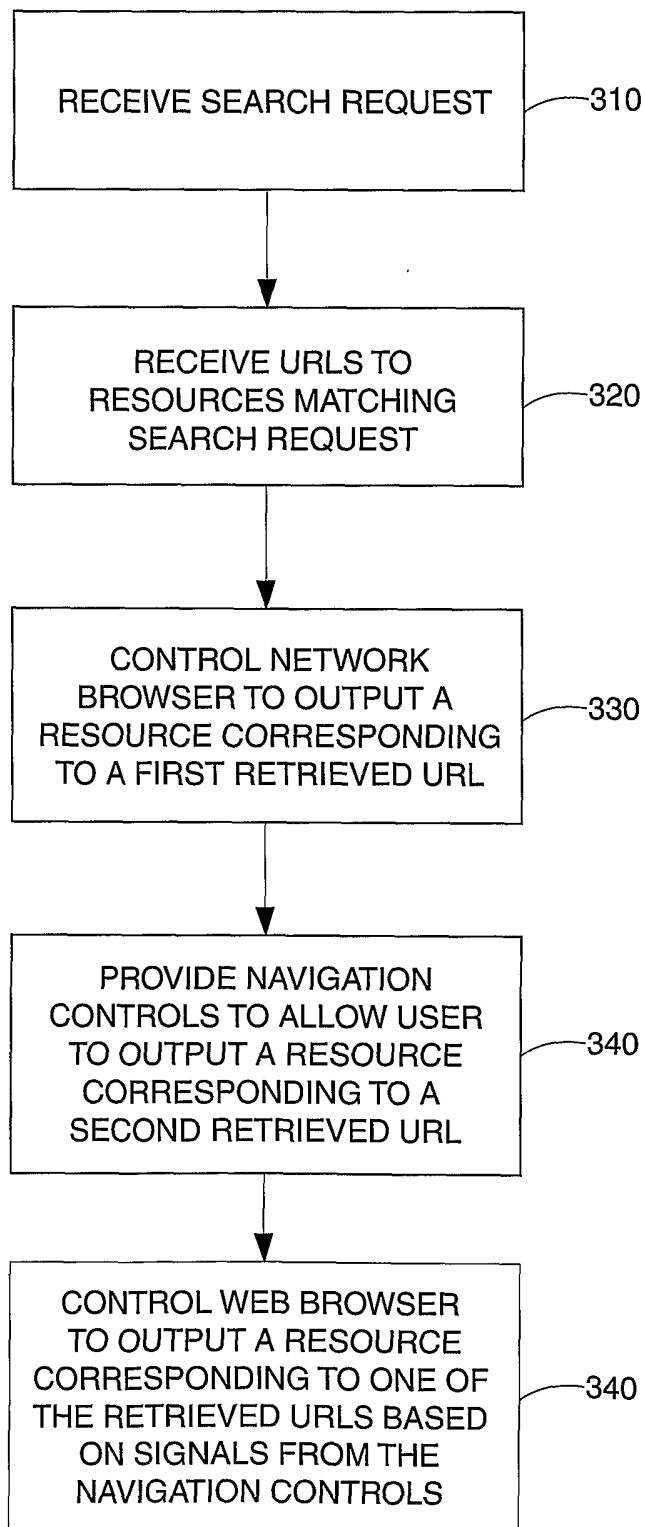 RECEIVE SEARCH REQUEST
310
RECEIVE URLS TO
RESOURCES MATCHING
SEARCH REQUEST
320
CONTROL NETWORK
BROWSER TO OUTPUT A
RESOURCE CORRESPONDING
TO A FIRST RETRIEVED URL
330
PROVIDE NAVIGATION
CONTROLS TO ALLOW USER
TO OUTPUT A RESOURCE
CORRESPONDING TO A
SECOND RETRIEVED URL
340
CONTROL WEB BROWSER
TO OUTPUT A RESOURCE
CORRESPONDING TO ONE OF
THE RETRIEVED URLS BASED
ON SIGNALS FROM THE
NAVIGATION CONTROLS
340